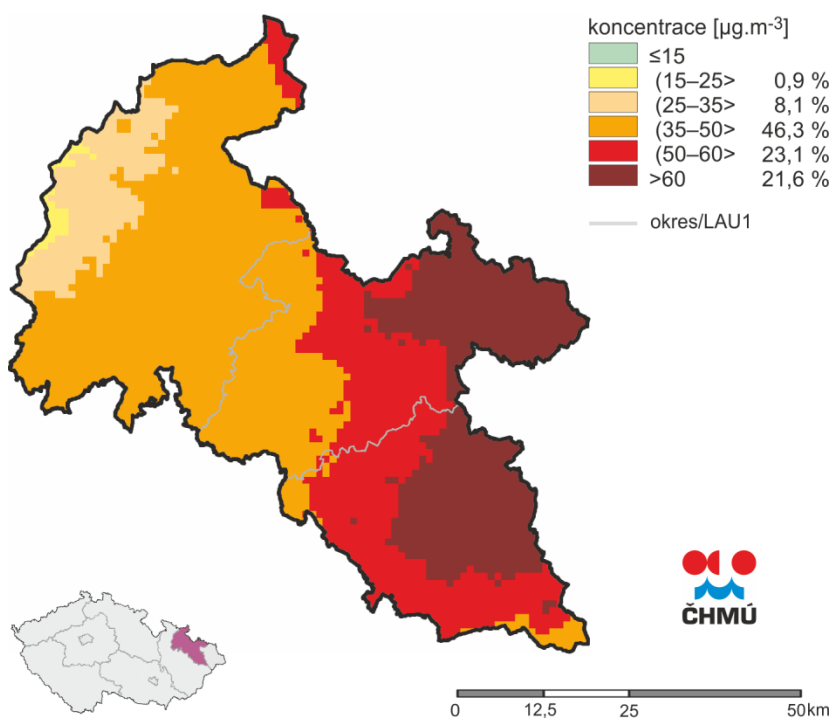 koncentrace [µg.m-3]
≤15
(15–25> 0,9 %
(25–35> 8,1 %
(35–50> 46,3 %
(50–60> 23,1 %
>60 21,6 %
okres/LAU1
ČHMÚ
0 12,5 25 50km